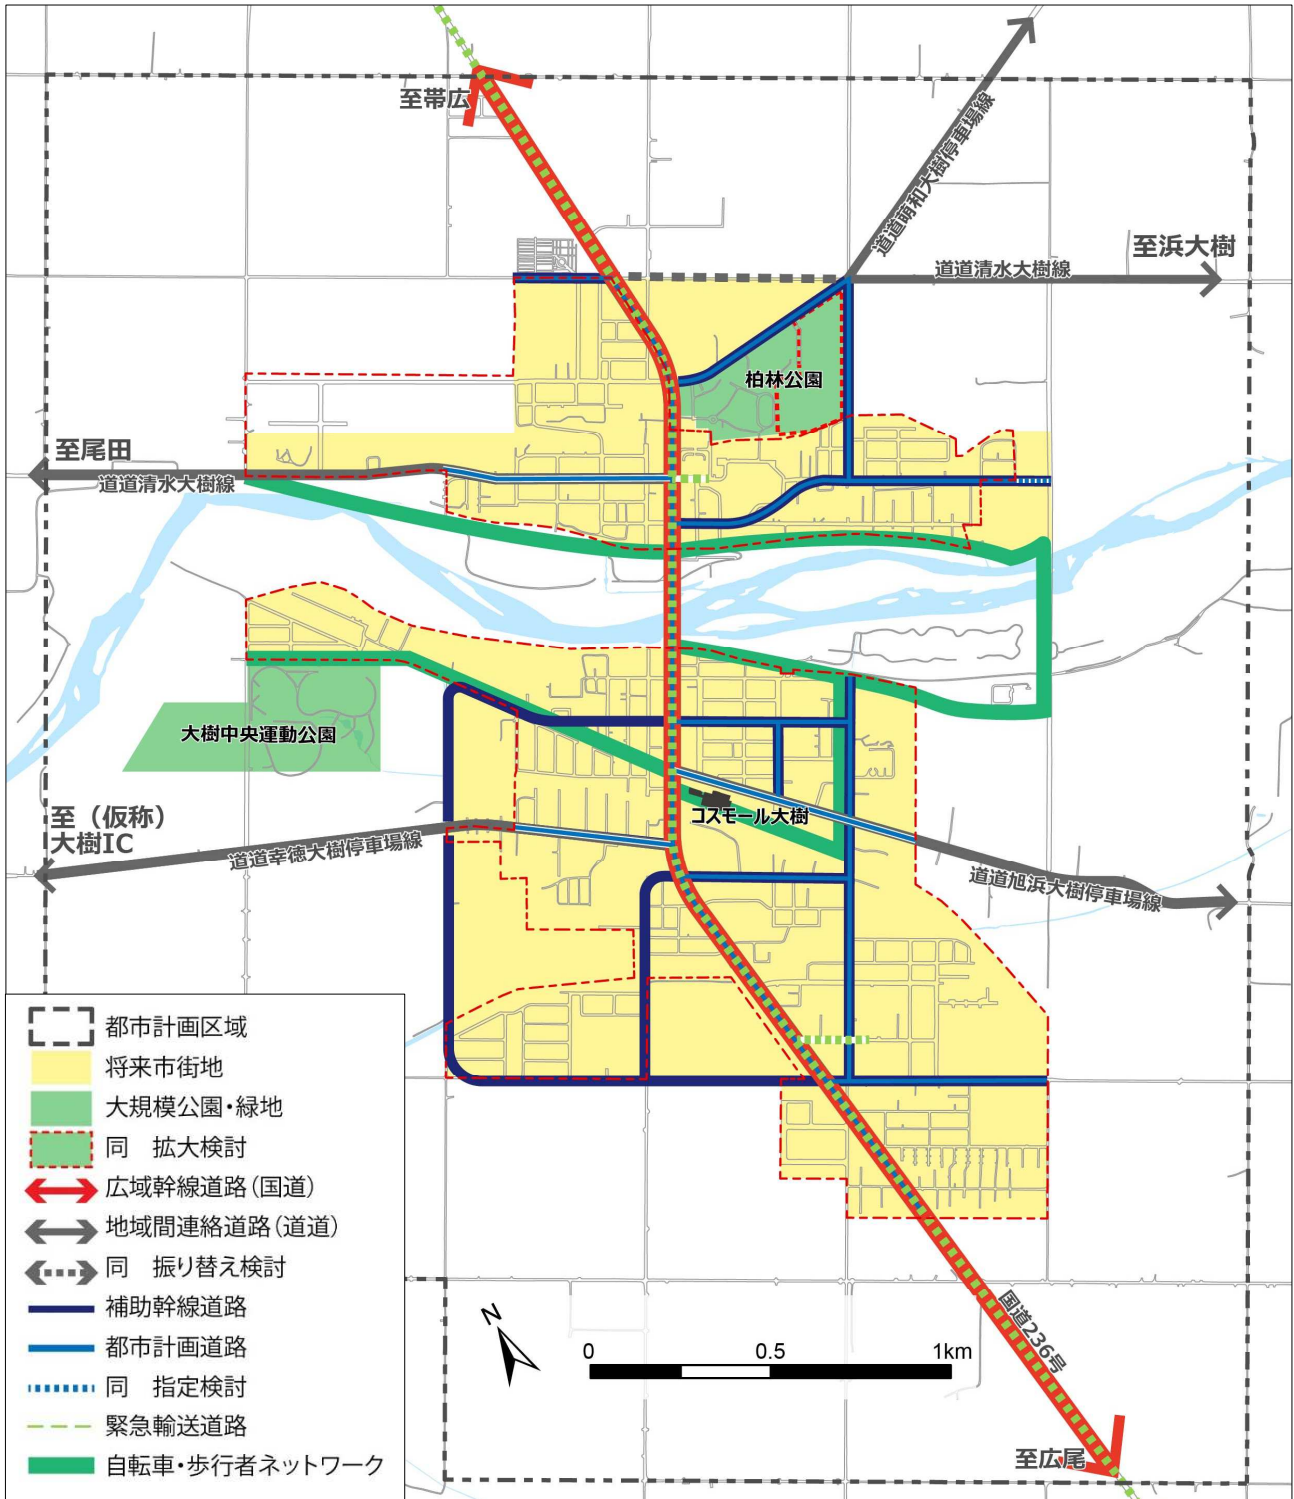 至帯広
道道萌和大樹停車場線
至浜大樹
道道清水大樹線
柏林公園
至尾田
道道清水大樹線
大樹中央運動公園
コスモール大樹
至（仮称）
大樹IC
道道幸徳大樹停車場線
道道旭浜大樹停車場線
都市計画区域
将来市街地
大規模公園・緑地
同　拡大検討
広域幹線道路（国道）
地域間連絡道路（道道）
同　振り替え検討
補助幹線道路
都市計画道路
同　指定検討
緊急輸送道路
自転車・歩行者ネットワーク
N
0 0.5 1km
国道236号
至広尾